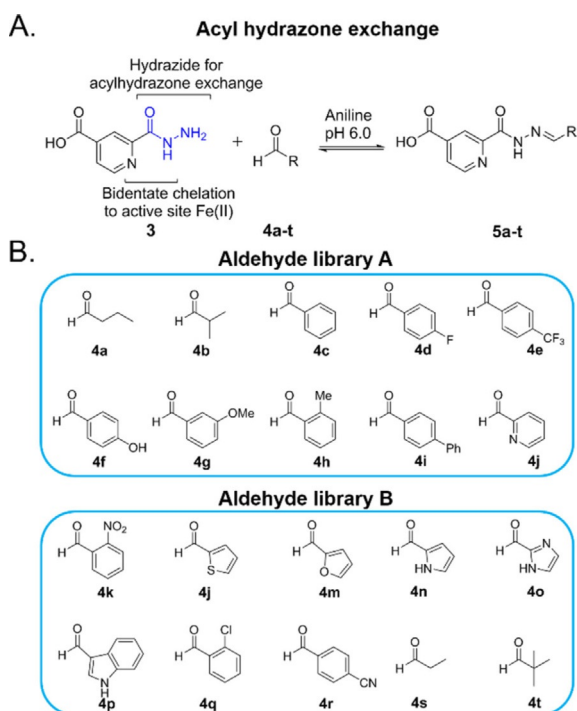 A. Acyl hydrazone exchange
Hydrazide for
acylhydrazone exchange
O
HO
O
N
H
NH2
N
+
O
H
R
Aniline
pH 6.0
O
HO
O
N
H
N
R
N
Bidentate chelation
to active site Fe(II)
3
4a-t
5a-t
B. Aldehyde library A
O
H
4a
O
H
4b
O
H
4c
O
H
F
4d
O
H
CF3
4e
O
H
OH
4f
O
H
OMe
4g
O
H
Me
4h
O
H
Ph
4i
O
H
N
4j
Aldehyde library B
O
H
NO2
4k
O
H
S
4j
O
H
O
4m
O
H
HN
4n
O
H
N
HN
4o
O
H
N
H
4p
O
H
Cl
4q
O
H
CN
4r
O
H
4s
O
H
4t